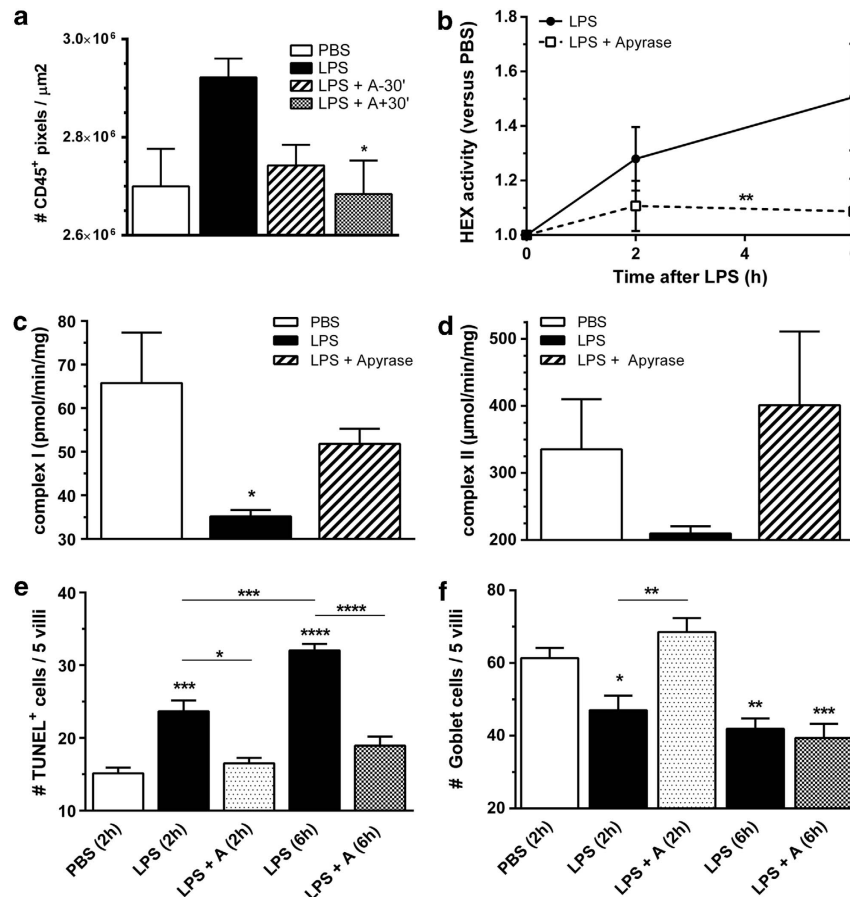 a
# CD45⁺ pixels / μm2
3.0×10⁶
2.8×10⁶
2.6×10⁶
PBS
LPS
LPS + A-30'
LPS + A+30'
*
b
HEX activity (versus PBS)
1.6
1.4
1.2
1.0
0 2 4
Time after LPS (h)
LPS
LPS + Apyrase
**
c
complex I (pmol/min/mg)
80
70
60
50
40
30
PBS
LPS
LPS + Apyrase
*
d
complex II (μmol/min/mg)
500
400
300
200
PBS
LPS
LPS + Apyrase
e
# TUNEL⁺ cells / 5 villi
40
30
20
10
***
****
***
*
****
PBS (2h)
LPS (2h)
LPS + A (2h)
LPS (6h)
LPS + A (6h)
f
# Goblet cells / 5 villi
80
60
40
20
**
*
**
***
PBS (2h)
LPS (2h)
LPS + A (2h)
LPS (6h)
LPS + A (6h)